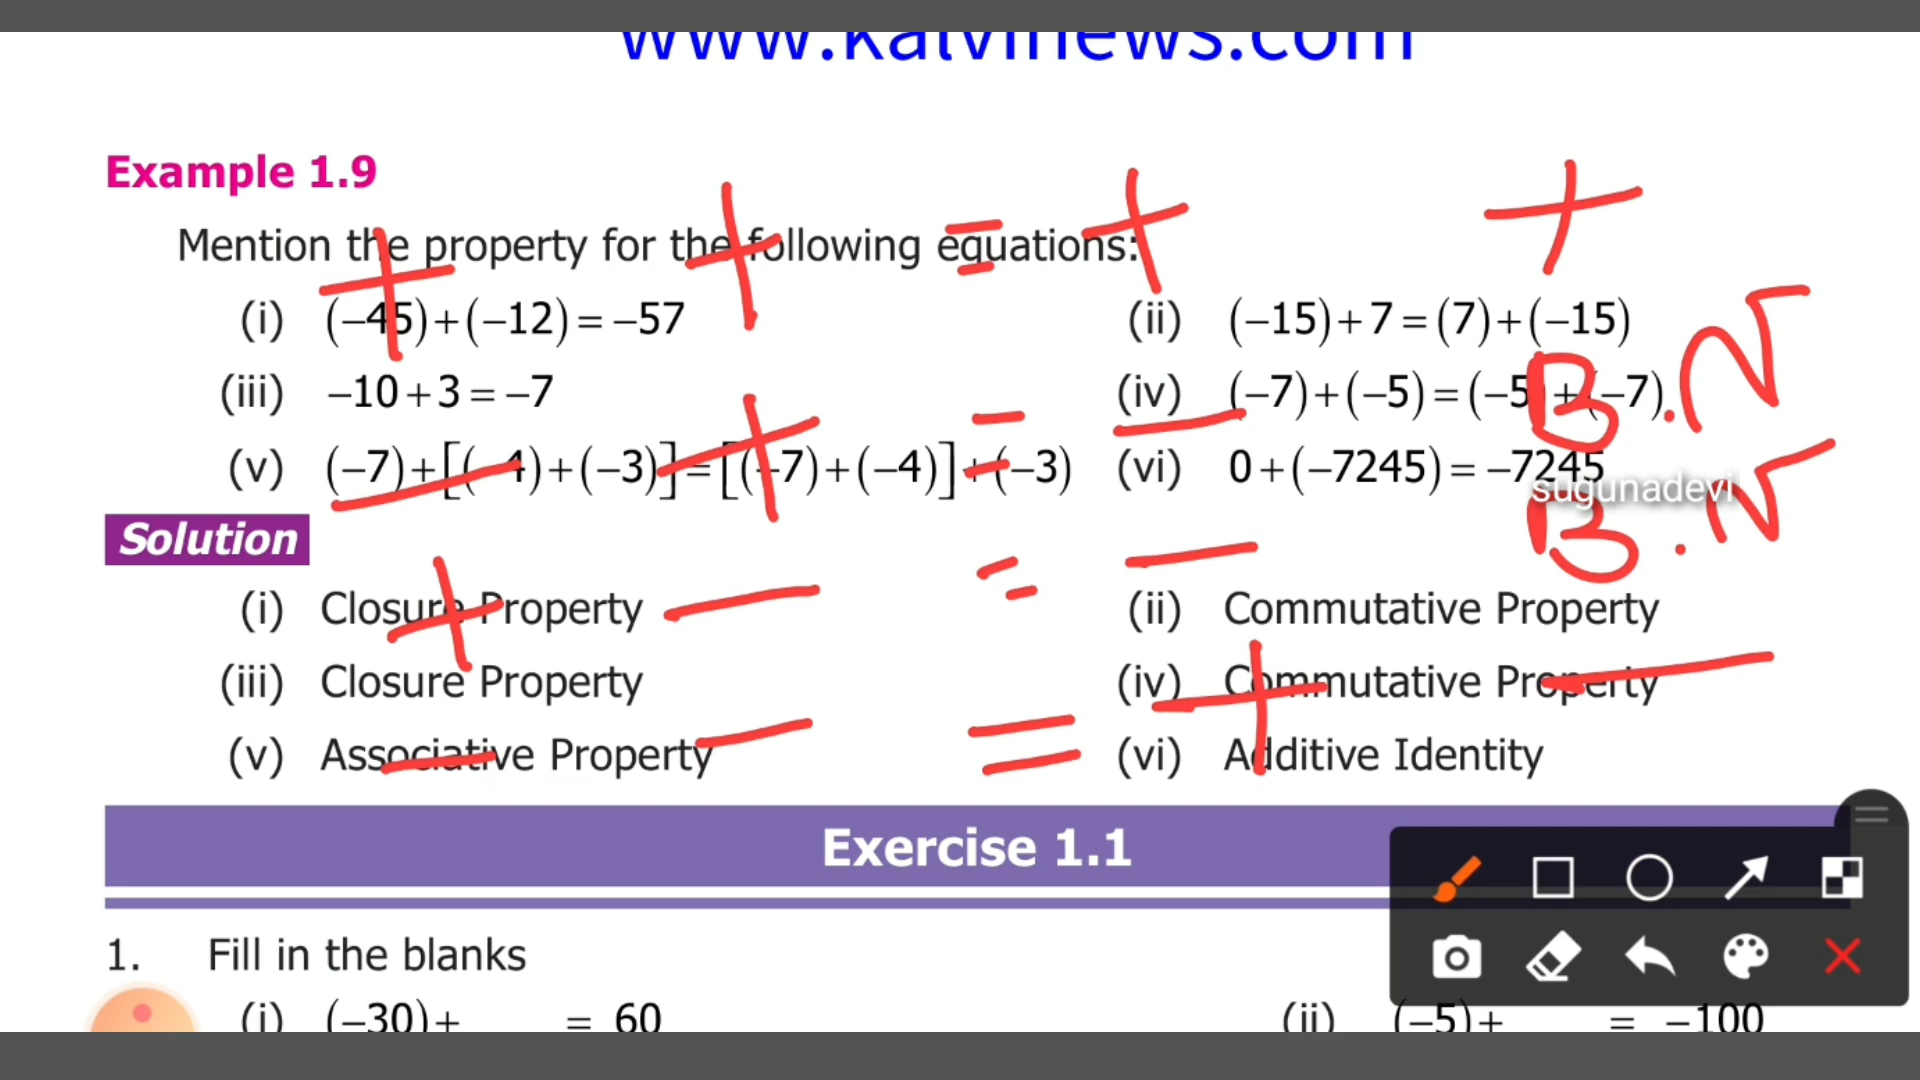 www.kalvinews.com
Example 1.9
Mention the property for the following equations:
(i) (–45)+(–12)=–57 (ii) (–15)+7=(7)+(–15)
(iii) –10+3=–7 (iv) (–7)+(–5)=(–5)+(–7).
(v) (–7)+[(–4)+(–3)]=[(–7)+(–4)]+(–3) (vi) 0+(–7245)=–7245
sugunadevi
Solution
(i) Closure Property (ii) Commutative Property
(iii) Closure Property (iv) Commutative Property
(v) Associative Property (vi) Additive Identity
+ + = + +
B.N
– + = –
B.N
+ – =
– – = + –
Exercise 1.1
1. Fill in the blanks
(i) (–30)+ = 60 (ii) (–5)+ = –100